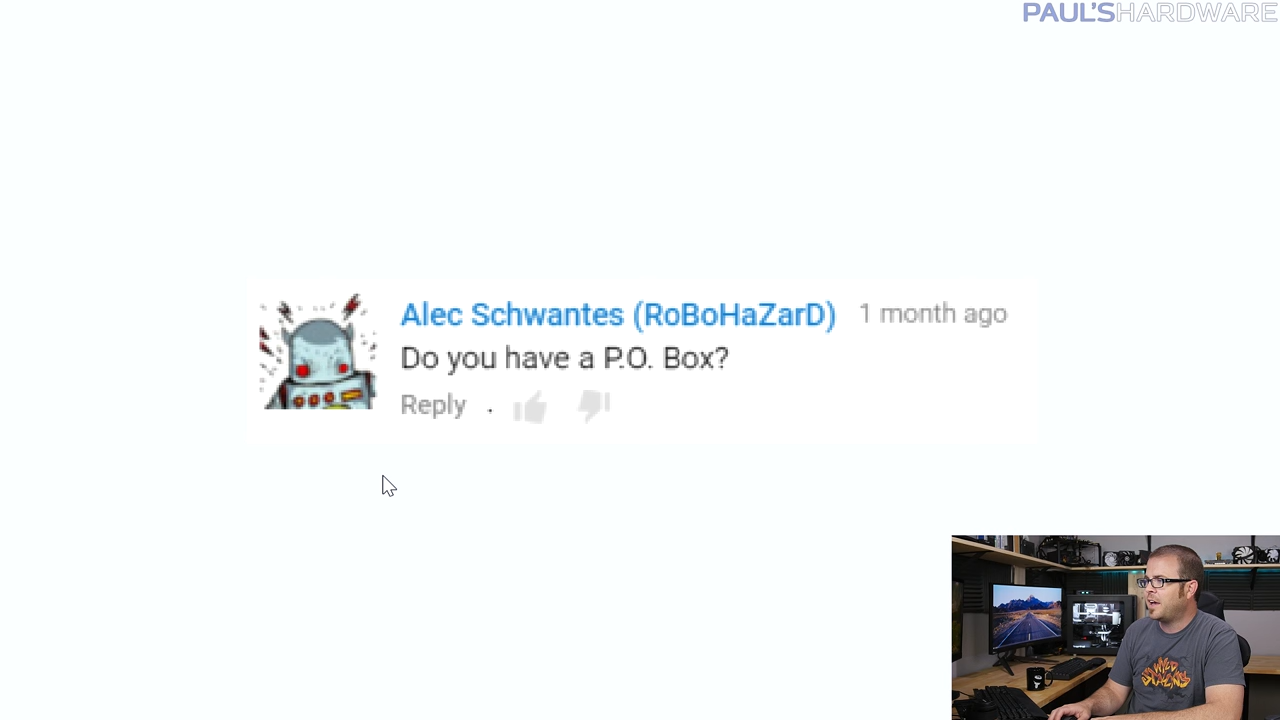 PAUL'SHARDWARE
Alec Schwantes (RoBoHaZarD) 1 month ago
Do you have a P.O. Box?
Reply